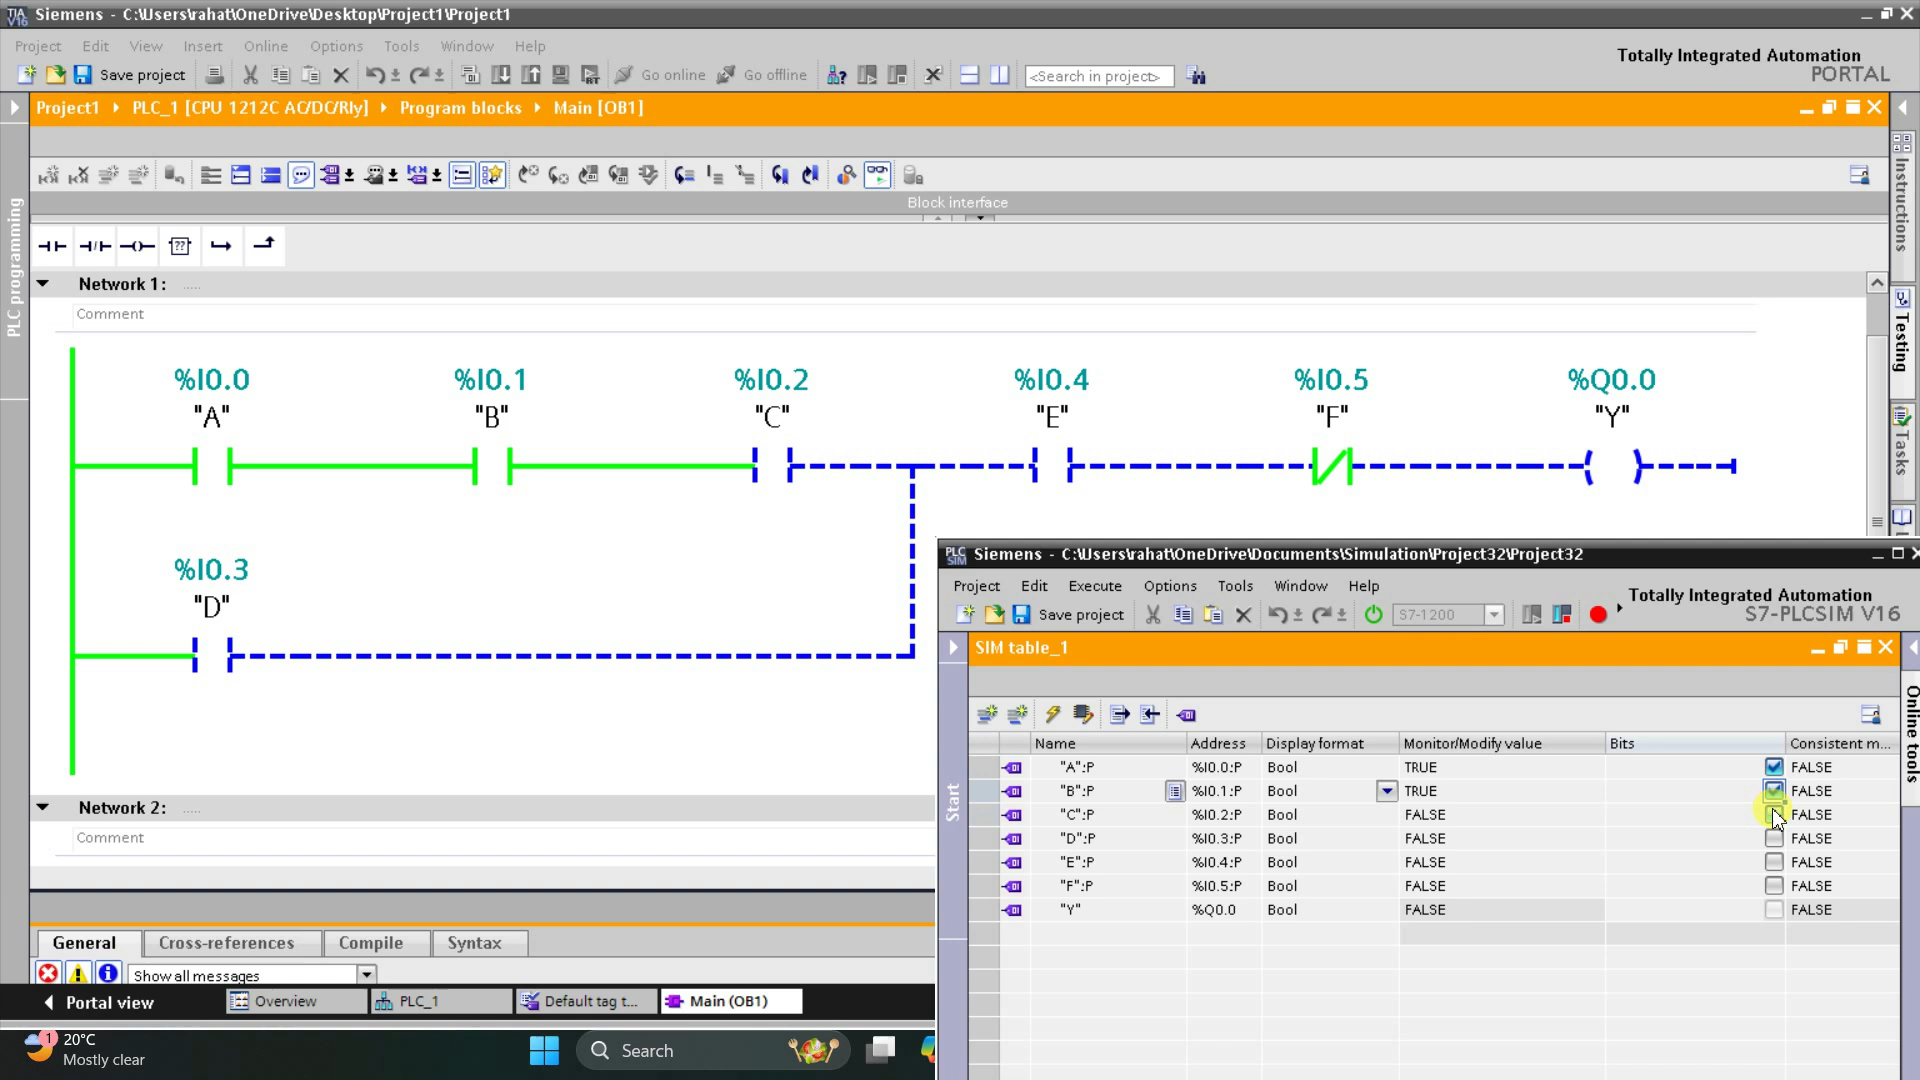 Siemens - C:\Users\rahat\OneDrive\Desktop\Project1\Project1
Project Edit View Insert Online Options Tools Window Help
Save project Go online Go offline <Search in project>
Totally Integrated Automation
PORTAL
Project1 PLC_1 [CPU 1212C AC/DC/Rly] Program blocks Main [OB1]
Block interface
PLC programming
Instructions
Testing
Tasks
Network 1: .....
Comment
%I0.0 %I0.1 %I0.2 %I0.4 %I0.5 %Q0.0
"A" "B" "C" "E" "F" "Y"
%I0.3
"D"
Network 2: .....
Comment
General Cross-references Compile Syntax
Show all messages
Portal view Overview PLC_1 Default tag t... Main (OB1)
1
20°C
Mostly clear
Search
Siemens - C:\Users\rahat\OneDrive\Documents\Simulation\Project32\Project32
Project Edit Execute Options Tools Window Help
Save project S7-1200
Totally Integrated Automation
S7-PLCSIM V16
SIM table_1
Start
Online tools
Name Address Display format Monitor/Modify value Bits Consistent m...
"A":P %I0.0:P Bool TRUE FALSE
"B":P %I0.1:P Bool TRUE FALSE
"C":P %I0.2:P Bool FALSE FALSE
"D":P %I0.3:P Bool FALSE FALSE
"E":P %I0.4:P Bool FALSE FALSE
"F":P %I0.5:P Bool FALSE FALSE
"Y" %Q0.0 Bool FALSE FALSE